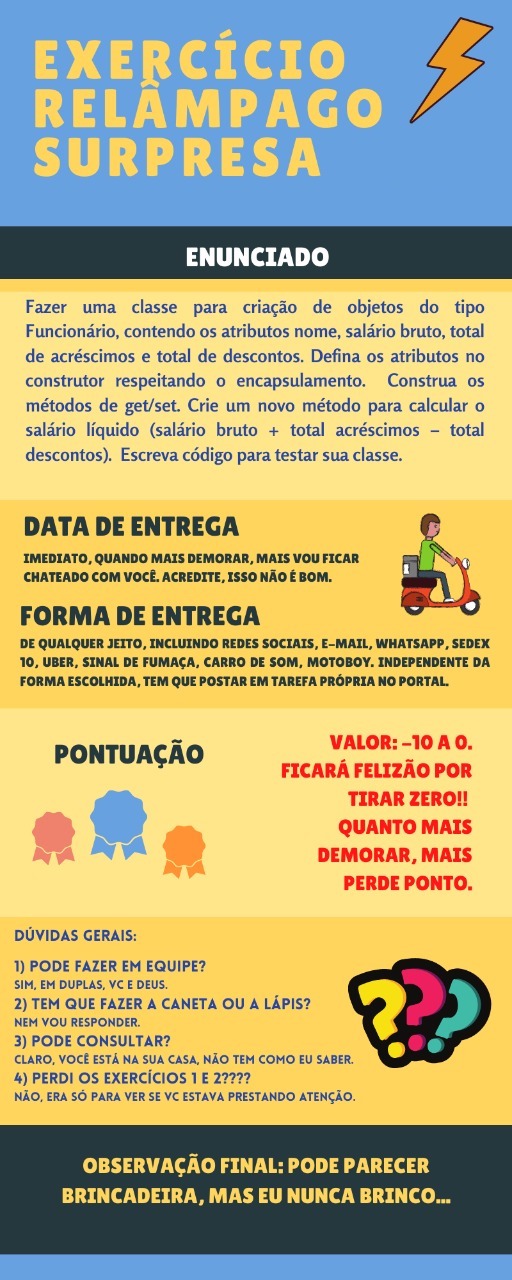 EXERCÍCIO
RELÂMPAGO
SURPRESA
ENUNCIADO
Fazer uma classe para criação de objetos do tipo
Funcionário, contendo os atributos nome, salário bruto, total
de acréscimos e total de descontos. Defina os atributos no
construtor respeitando o encapsulamento. Construa os
métodos de get/set. Crie um novo método para calcular o
salário líquido (salário bruto + total acréscimos – total
descontos). Escreva código para testar sua classe.
DATA DE ENTREGA
IMEDIATO, QUANDO MAIS DEMORAR, MAIS VOU FICAR
CHATEADO COM VOCÊ. ACREDITE, ISSO NÃO É BOM.
FORMA DE ENTREGA
DE QUALQUER JEITO, INCLUINDO REDES SOCIAIS, E-MAIL, WHATSAPP, SEDEX
10, UBER, SINAL DE FUMAÇA, CARRO DE SOM, MOTOBOY. INDEPENDENTE DA
FORMA ESCOLHIDA, TEM QUE POSTAR EM TAREFA PRÓPRIA NO PORTAL.
PONTUAÇÃO
VALOR: -10 A 0.
FICARÁ FELIZÃO POR
TIRAR ZERO!!
QUANTO MAIS
DEMORAR, MAIS
PERDE PONTO.
DÚVIDAS GERAIS:
1) PODE FAZER EM EQUIPE?
SIM, EM DUPLAS, VC E DEUS.
2) TEM QUE FAZER A CANETA OU A LÁPIS?
NEM VOU RESPONDER.
3) PODE CONSULTAR?
CLARO, VOCÊ ESTÁ NA SUA CASA, NÃO TEM COMO EU SABER.
4) PERDI OS EXERCÍCIOS 1 E 2????
NÃO, ERA SÓ PARA VER SE VC ESTAVA PRESTANDO ATENÇÃO.
???
OBSERVAÇÃO FINAL: PODE PARECER
BRINCADEIRA, MAS EU NUNCA BRINCO...